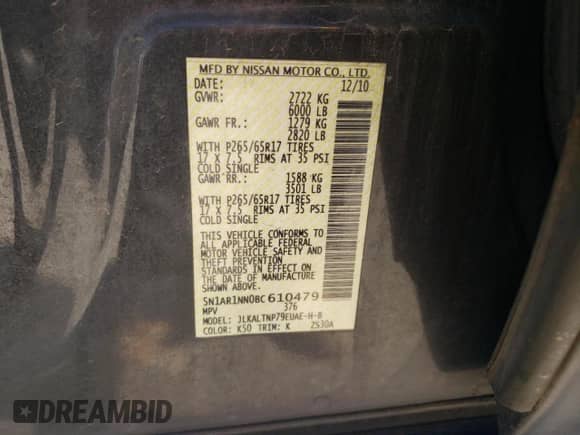 MFD BY NISSAN MOTOR CO., LTD.
DATE: 12/10
GVWR: 2722 KG
6000 LB
GAWR FR.: 1279 KG
2820 LB
WITH P265/65R17 TIRES
17 X 7.5 RIMS AT 35 PSI
COLD SINGLE
GAWR RR.: 1588 KG
3501 LB
WITH P265/65R17 TIRES
17 X 7.5 RIMS AT 35 PSI
COLD SINGLE
THIS VEHICLE CONFORMS TO
ALL APPLICABLE FEDERAL
MOTOR VEHICLE SAFETY AND
THEFT PREVENTION
STANDARDS IN EFFECT ON
THE DATE OF MANUFACTURE
SHOWN ABOVE.
5N1AR1NN0BC610479
MPV 376
MODEL: JLKALTNP79EUAE-H-B
COLOR: K50 TRIM: K ZS30A
DREAMBID